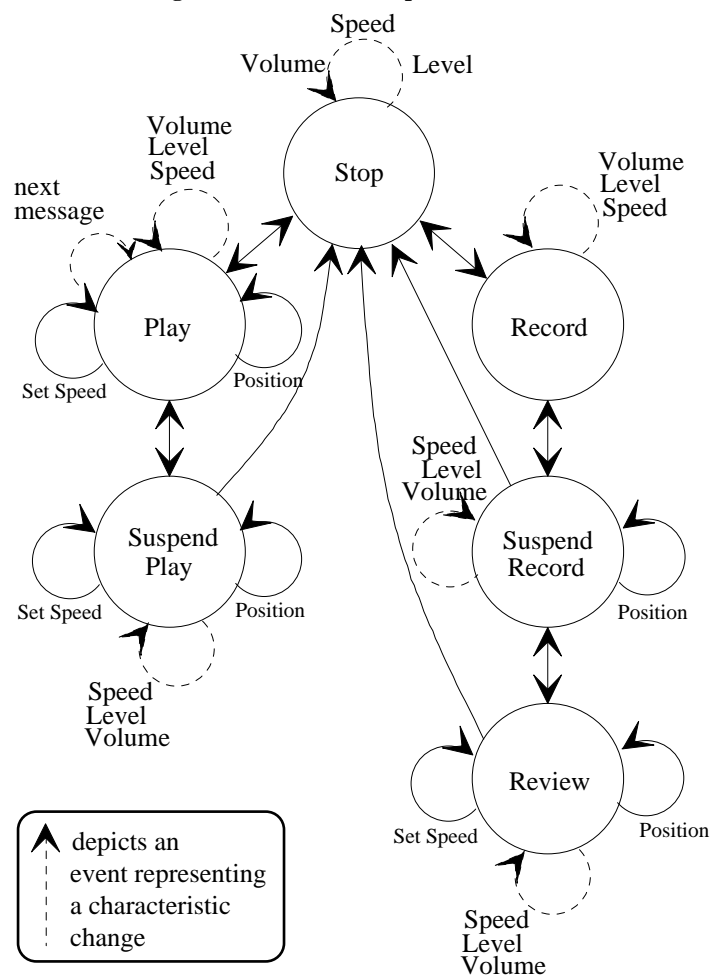 Speed
Volume
Level
Stop
Volume
Level
Speed
next
message
Play
Set Speed
Position
Volume
Level
Speed
Record
Suspend
Play
Set Speed
Position
Speed
Level
Volume
Speed
Level
Volume
Suspend
Record
Position
Review
Set Speed
Position
Speed
Level
Volume
depicts an
event representing
a characteristic
change